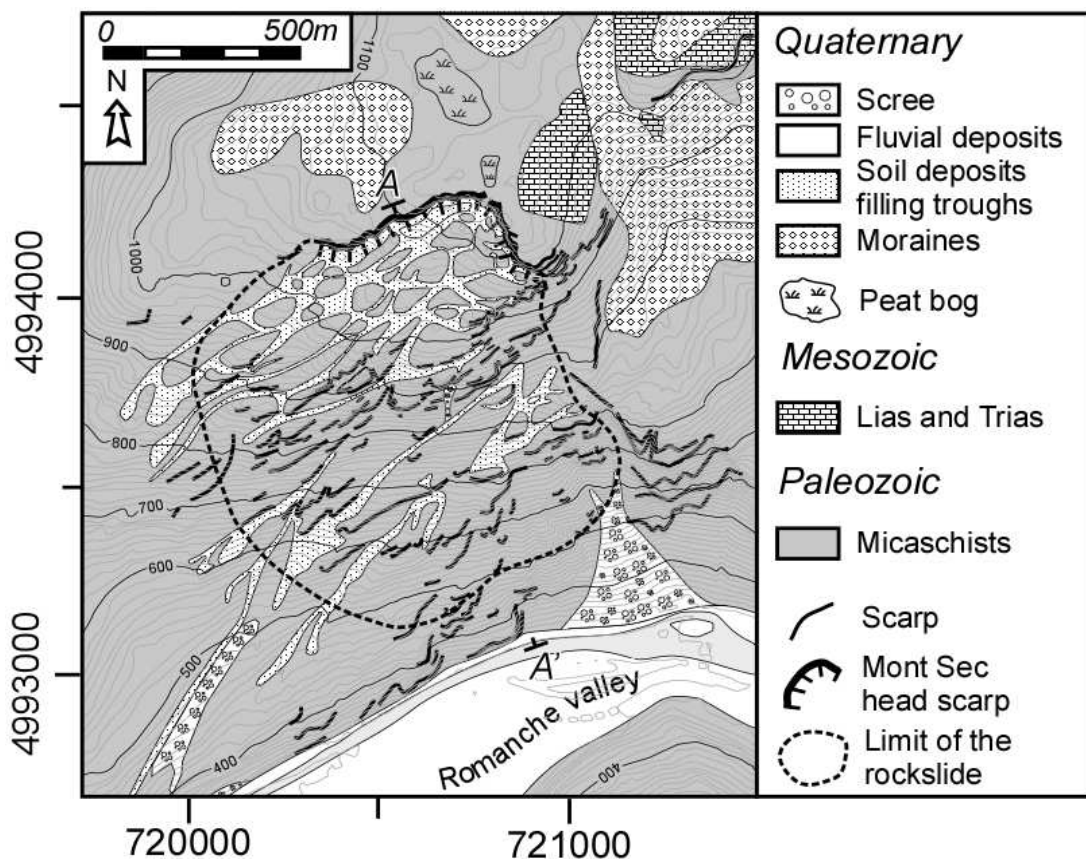 0 500m
N
1100
A
1000
900
800
700
600
500
400
400
A'
Romanche valley
4994000
4993000
720000
721000
Quaternary
Scree
Fluvial deposits
Soil deposits
filling troughs
Moraines
Peat bog
Mesozoic
Lias and Trias
Paleozoic
Micaschists
Scarp
Mont Sec
head scarp
Limit of the
rockslide